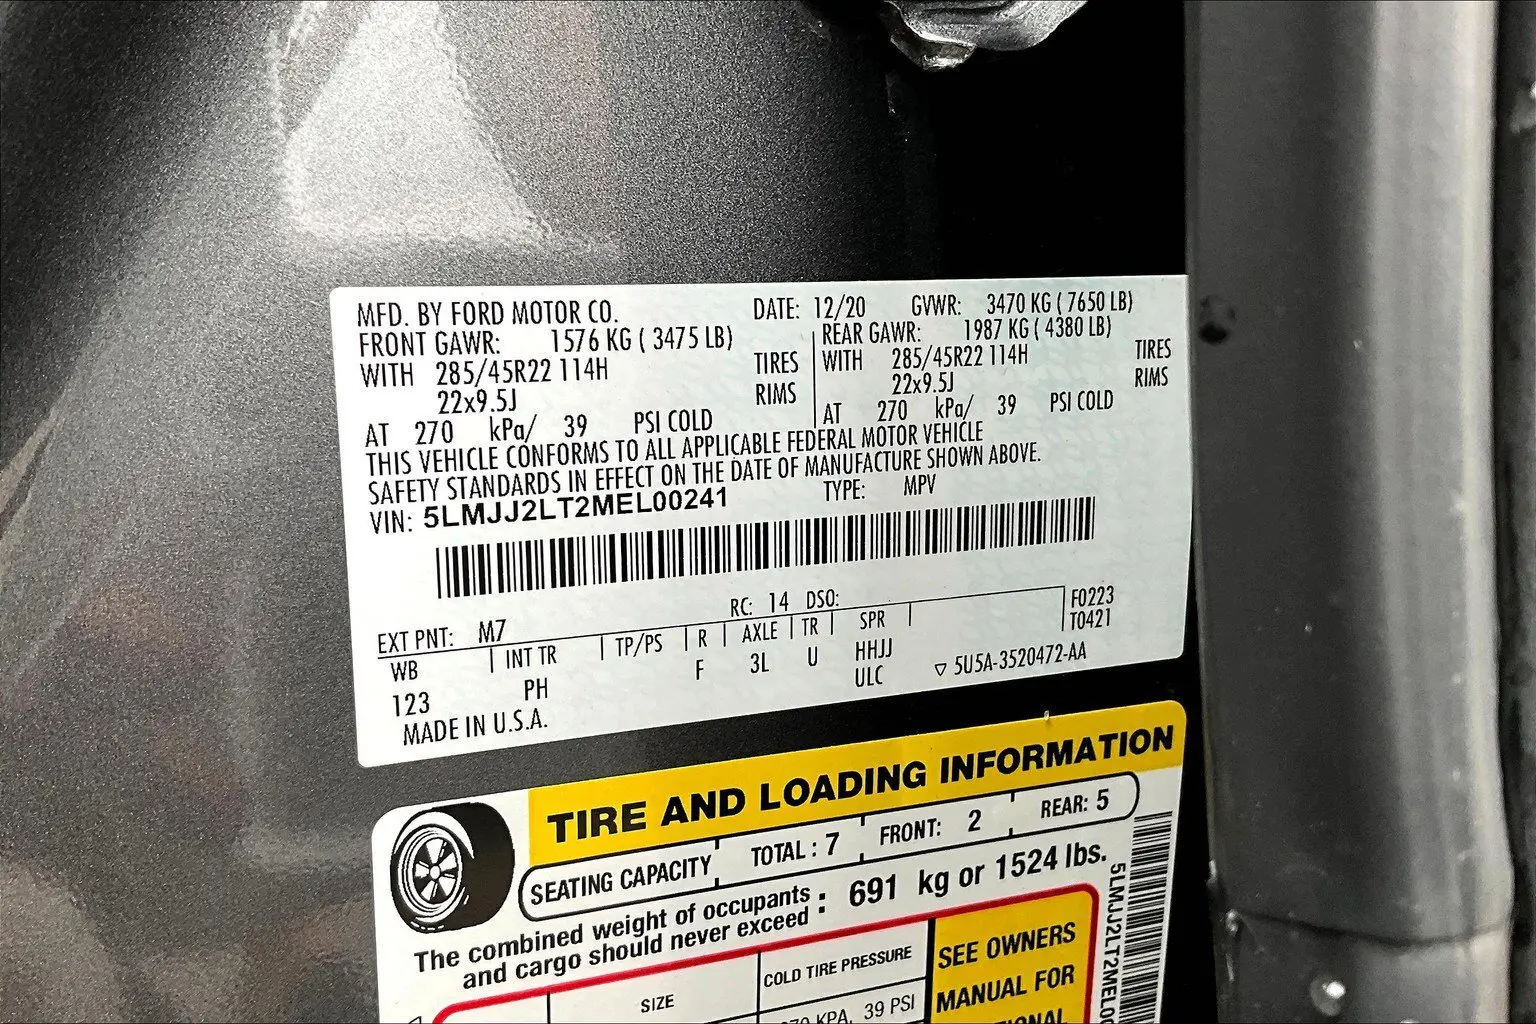 MFD. BY FORD MOTOR CO. DATE: 12/20 GVWR: 3470 KG ( 7650 LB)
FRONT GAWR: 1576 KG ( 3475 LB) REAR GAWR: 1987 KG ( 4380 LB)
WITH 285/45R22 114H TIRES WITH 285/45R22 114H TIRES
22x9.5J RIMS 22x9.5J RIMS
AT 270 kPa/ 39 PSI COLD AT 270 kPa/ 39 PSI COLD
THIS VEHICLE CONFORMS TO ALL APPLICABLE FEDERAL MOTOR VEHICLE
SAFETY STANDARDS IN EFFECT ON THE DATE OF MANUFACTURE SHOWN ABOVE.
VIN: 5LMJJ2LT2MEL00241 TYPE: MPV
RC: 14 DSO: F0223
EXT PNT: M7 T0421
WB INT TR TP/PS R AXLE TR SPR
123 PH F 3L U HHJJ
ULC ▽ 5U5A-3520472-AA
MADE IN U.S.A.
TIRE AND LOADING INFORMATION
SEATING CAPACITY TOTAL : 7 FRONT: 2 REAR: 5
The combined weight of occupants
and cargo should never exceed : 691 kg or 1524 lbs.
SIZE COLD TIRE PRESSURE SEE OWNERS
MANUAL FOR
KPA, 39 PSI
5LMJJ2LT2MEL0